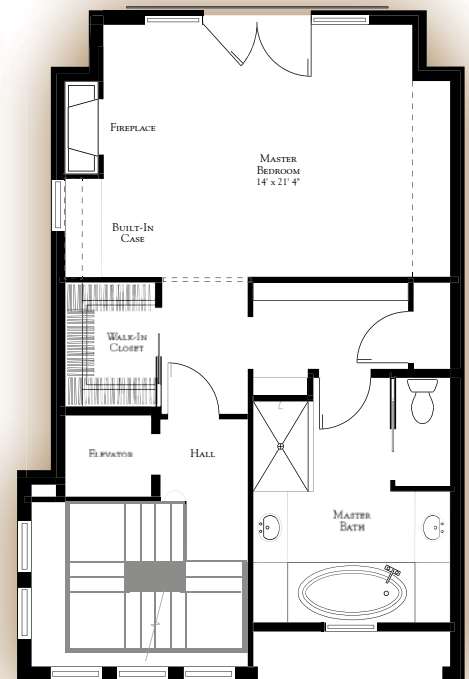 Fireplace
Master
Bedroom
14' x 21' 4"
Built-In
Case
Walk-In
Closet
Elevator
Hall
Master
Bath